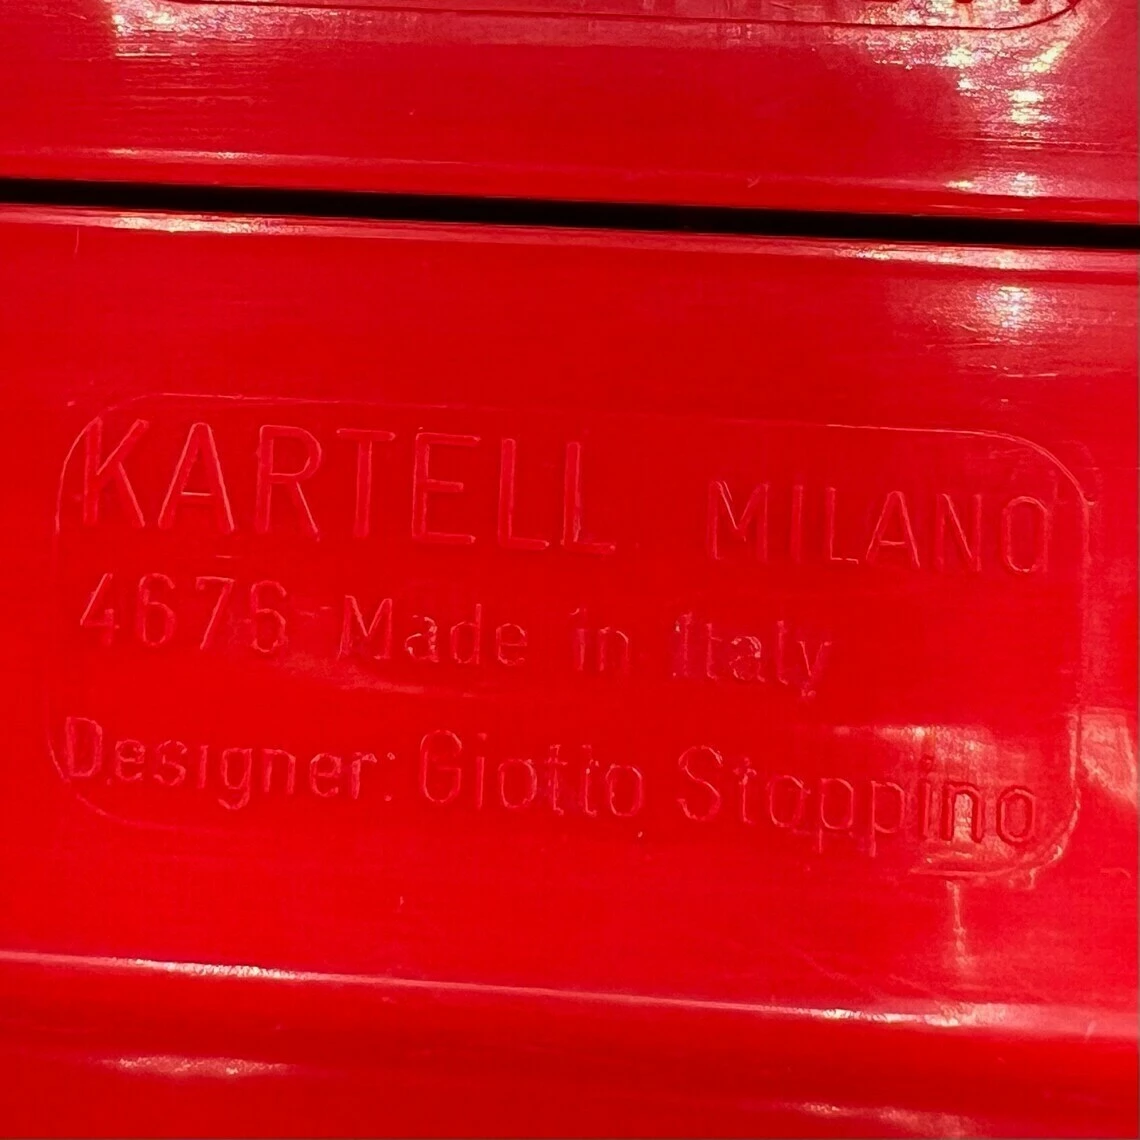 KARTELL MILANO
4676 Made in Italy
Designer: Giotto Stoppino